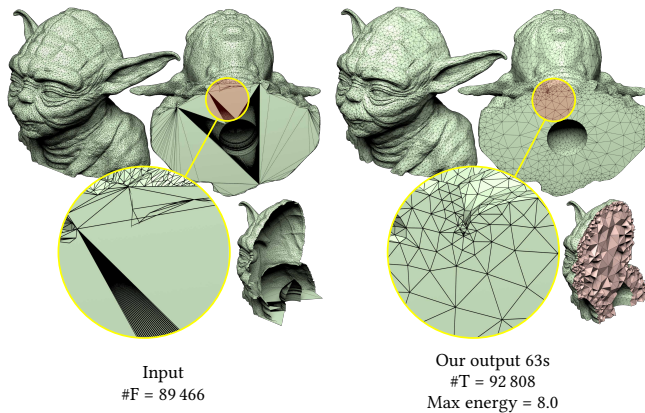 Input
#F = 89 466
Our output 63s
#T = 92 808
Max energy = 8.0